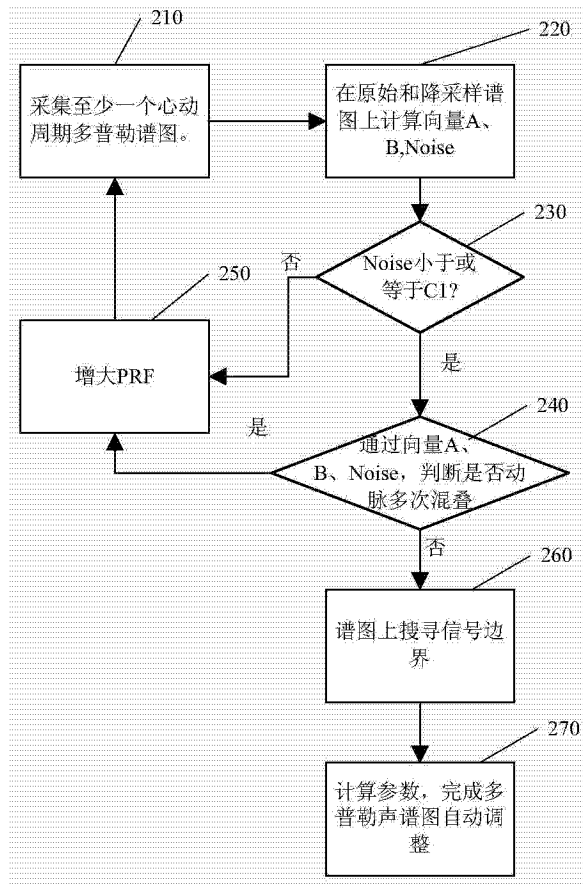 210
采集至少一个心动
周期多普勒谱图。
220
在原始和降采样谱
图上计算向量A、
B,Noise
230
Noise小于或
等于C1?
否
250
增大PRF
是
是
240
通过向量A、
B、Noise，判断是否动
脉多次混叠
否
260
谱图上搜寻信号边
界
270
计算参数，完成多
普勒声谱图自动调
整